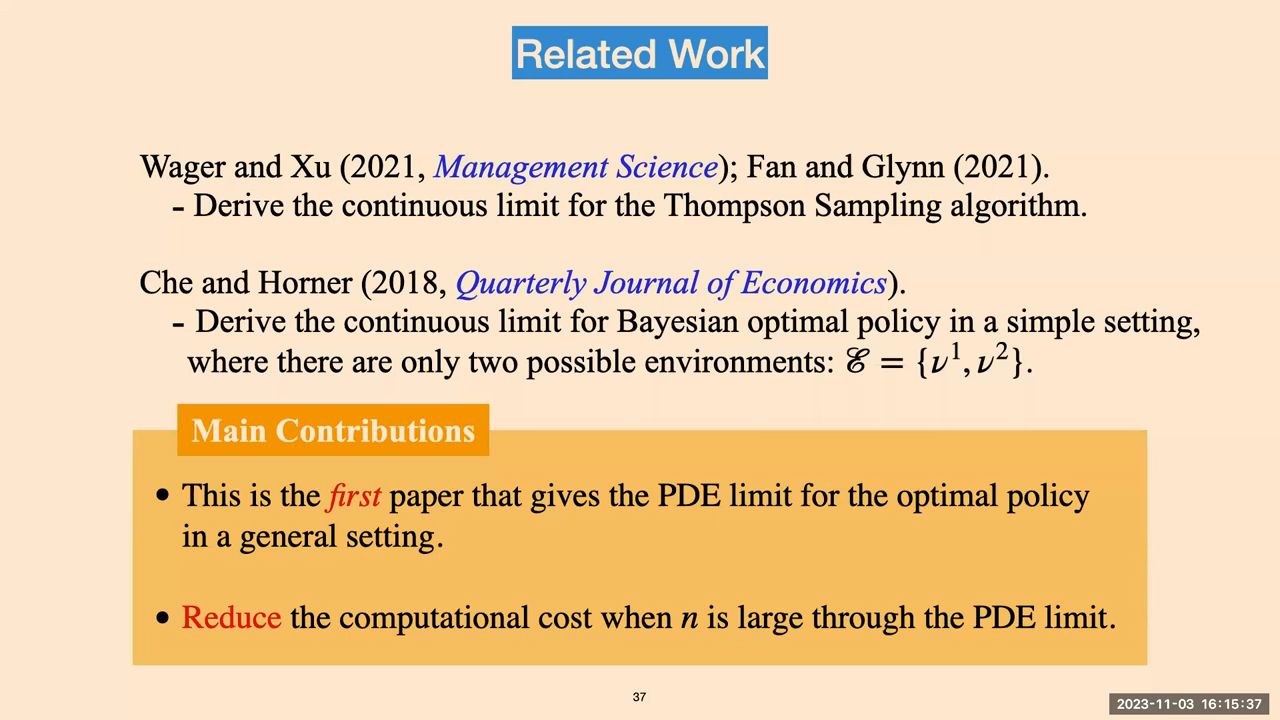 Related Work
Wager and Xu (2021, Management Science); Fan and Glynn (2021).
- Derive the continuous limit for the Thompson Sampling algorithm.
Che and Horner (2018, Quarterly Journal of Economics).
- Derive the continuous limit for Bayesian optimal policy in a simple setting,
where there are only two possible environments: ℰ = {ν¹, ν²}.
Main Contributions
• This is the first paper that gives the PDE limit for the optimal policy
in a general setting.
• Reduce the computational cost when n is large through the PDE limit.
37
2023-11-03 16:15:37